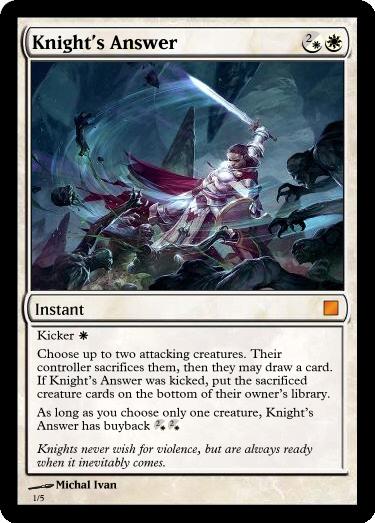 Knight's Answer 2
Instant
Kicker
Choose up to two attacking creatures. Their
controller sacrifices them, then they may draw a card.
If Knight's Answer was kicked, put the sacrificed
creature cards on the bottom of their owner's library.
As long as you choose only one creature, Knight's
Answer has buyback
Knights never wish for violence, but are always ready
when it inevitably comes.
Michal Ivan
1/5